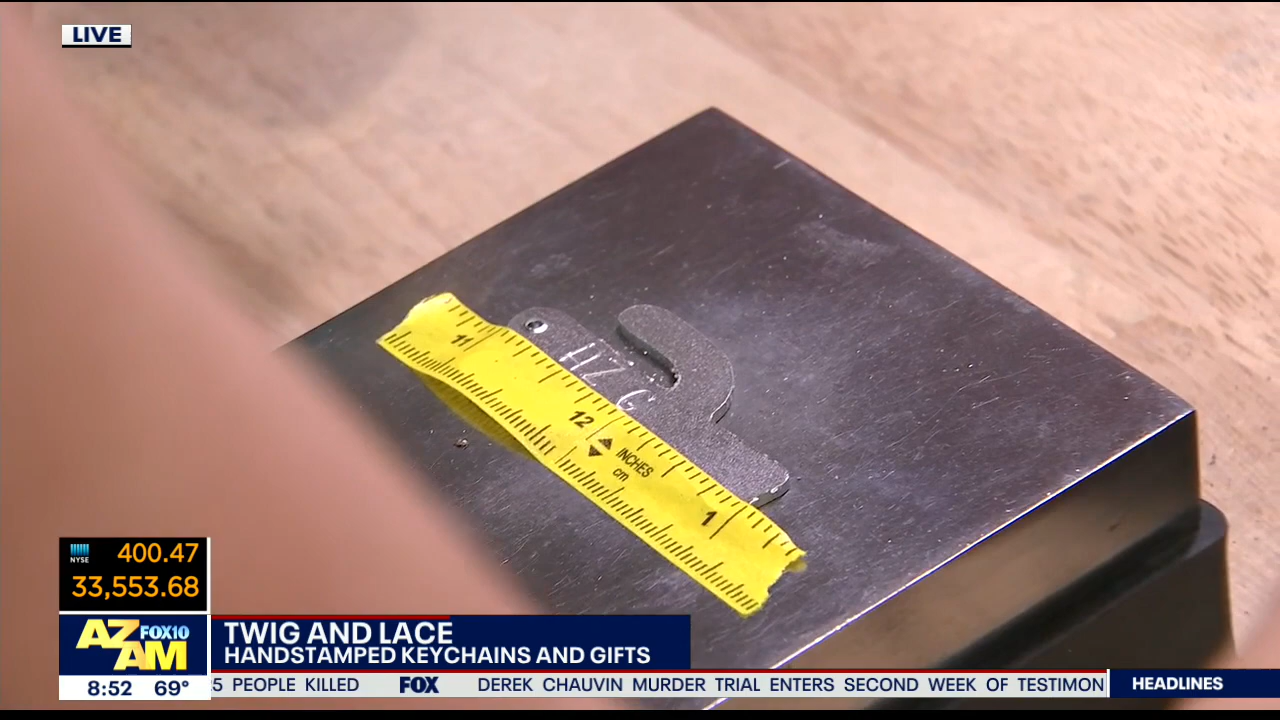 LIVE
11
HZ G
12
INCHES
cm
1
NYSE
400.47
33,553.68
AZ AM FOX10
8:52 69°
TWIG AND LACE
HANDSTAMPED KEYCHAINS AND GIFTS
5 PEOPLE KILLED FOX DEREK CHAUVIN MURDER TRIAL ENTERS SECOND WEEK OF TESTIMON
HEADLINES